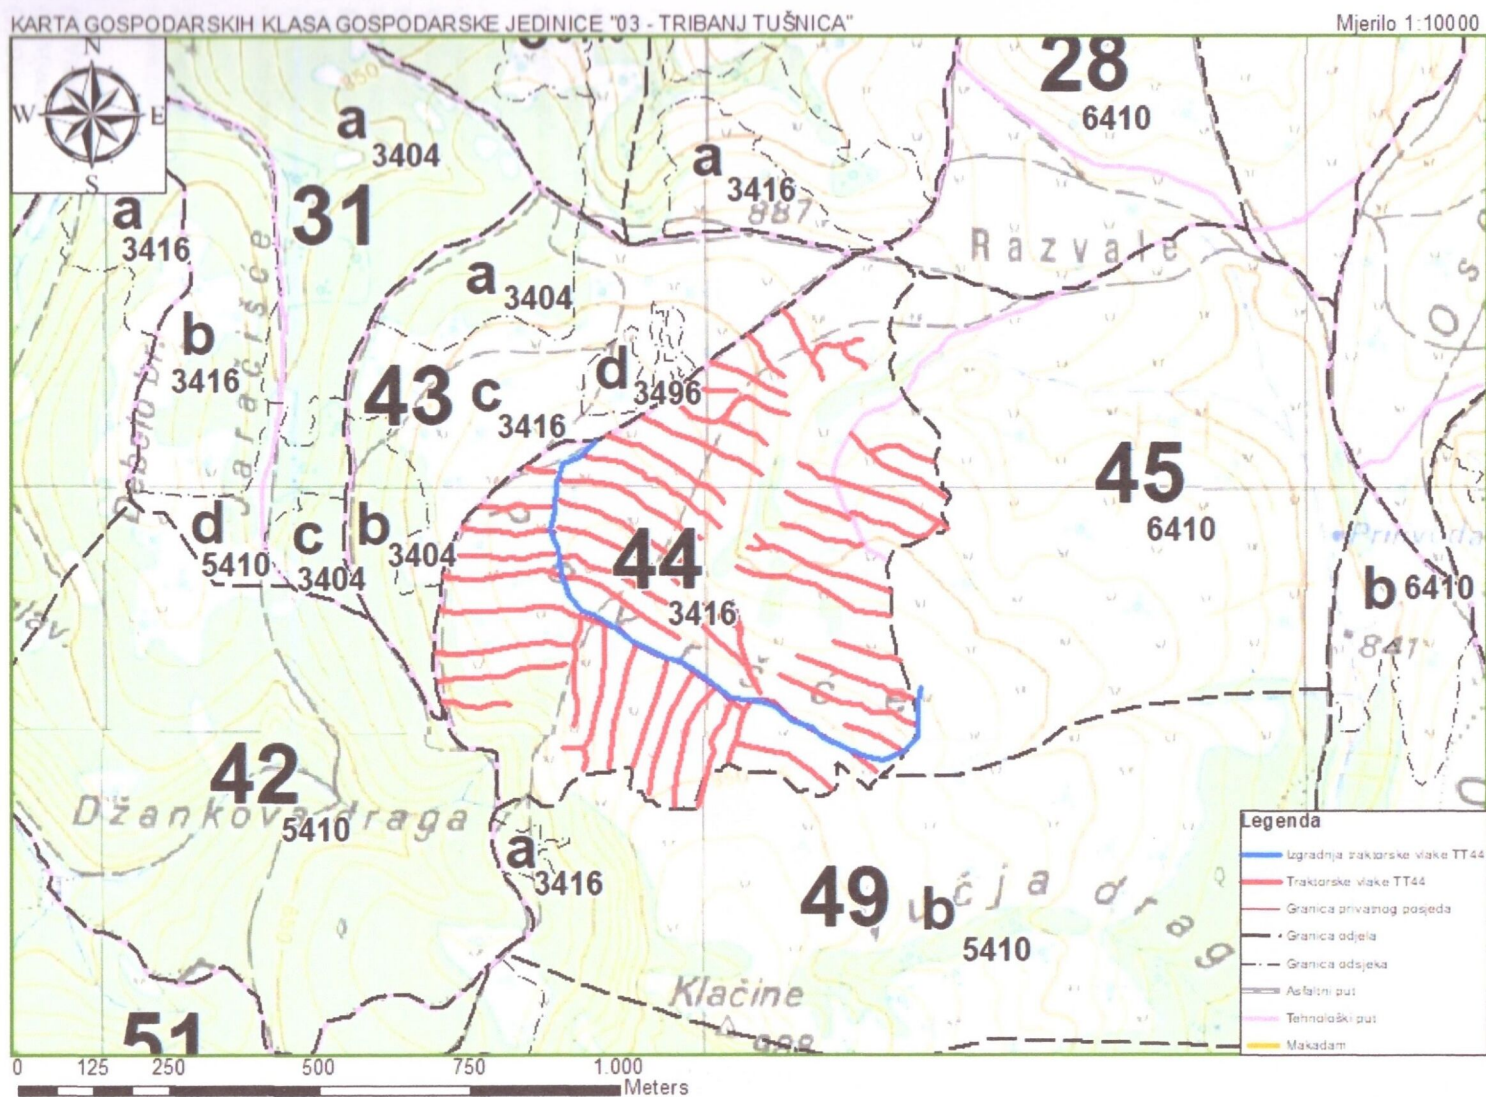 KARTA GOSPODARSKIH KLASA GOSPODARSKE JEDINICE "03 - TRIBANJ TUŠNICA"
Mjerilo 1:10000
N
W E
S
850
28
6410
a
3404
a
3416
887
31
a
3416
Razvale
a
3404
b
3416
Jaračišće
43
c
3416
d
3496
45
6410
d
5410
c
3404
b
3404
44
3416
b 6410
841
42
5410
Džankova draga
a
3416
49
b
5410
Klačine
988
51
Legenda
Izgradnja traktorske vlake TT44
Traktorske vlake TT44
Granica privatnog posjeda
Granica odjela
Granica odsjeka
Asfaltni put
Tehnološki put
Makadam
0 125 250 500 750 1.000
Meters